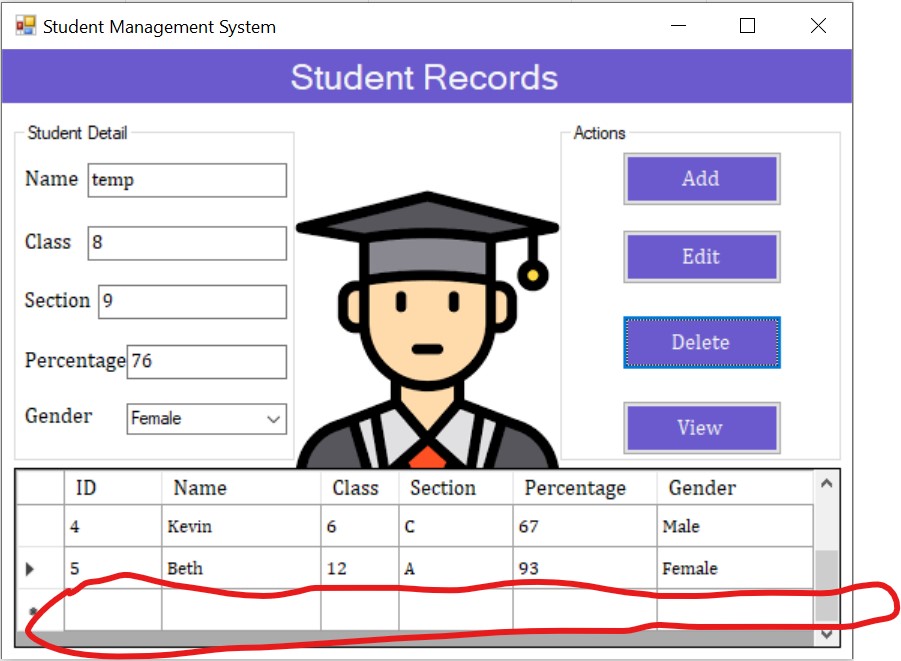 Student Management System
Student Records
Student Detail
Name temp
Class 8
Section 9
Percentage 76
Gender Female
Actions
Add
Edit
Delete
View
ID Name Class Section Percentage Gender
4 Kevin 6 C 67 Male
5 Beth 12 A 93 Female
*